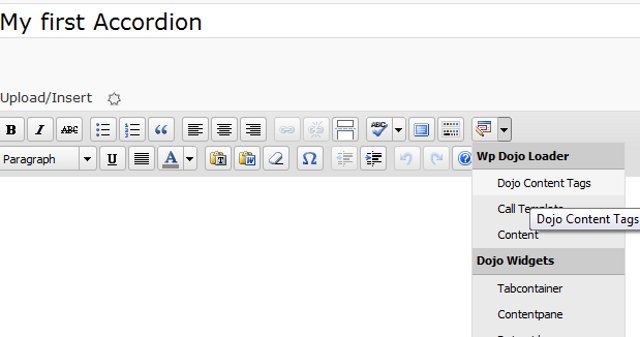 My first Accordion
Upload/Insert
B I ABC ABC
Paragraph U A T W Ω ?
Wp Dojo Loader
Dojo Content Tags
Call Template
Dojo Content Tags
Content
Dojo Widgets
Tabcontainer
Contentpane